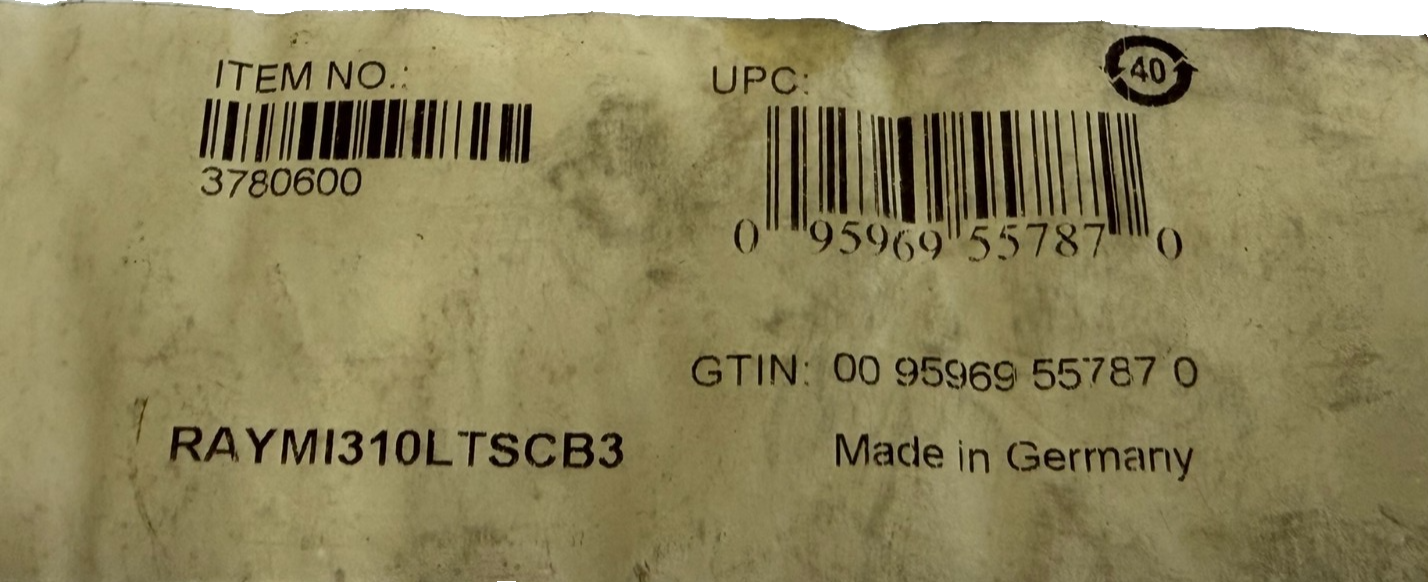 ITEM NO.:
3780600
UPC:
40
0 95969 55787 0
GTIN: 00 95969 55787 0
RAYMI310LTSCB3
Made in Germany